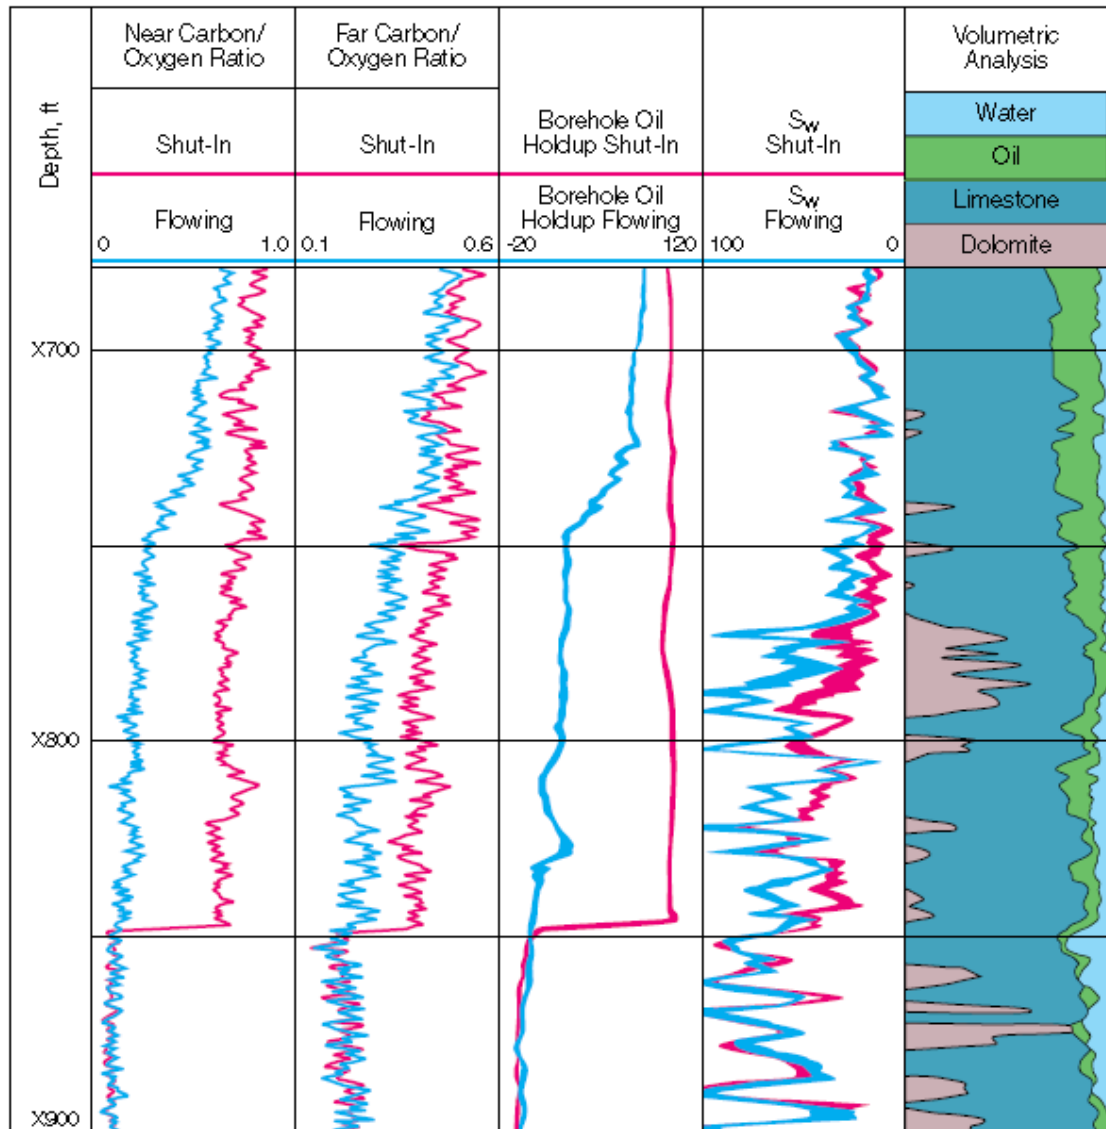 Near Carbon/
Oxygen Ratio
Far Carbon/
Oxygen Ratio
Volumetric
Analysis
Depth, ft
Shut-In
Shut-In
Borehole Oil
Holdup Shut-In
Sw
Shut-In
Water
Oil
Flowing
Flowing
Borehole Oil
Holdup Flowing
Sw
Flowing
Limestone
Dolomite
0 1.0
0.1 0.6
-20 120
100 0
X700
X800
X900